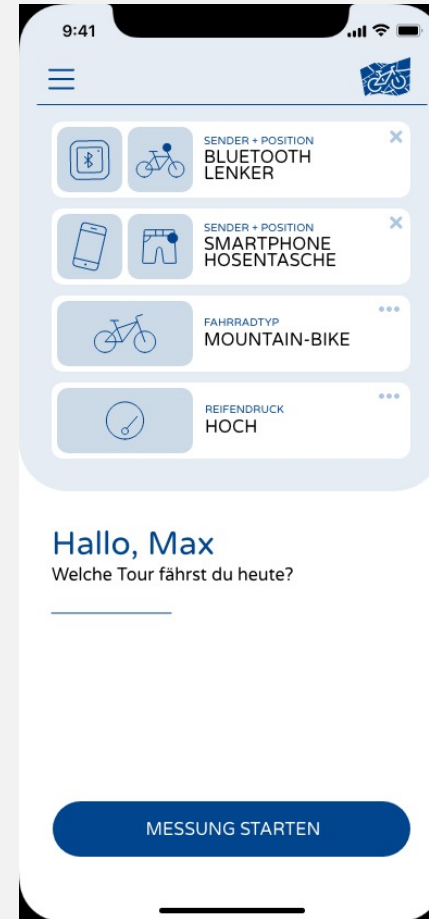 9:41
SENDER + POSITION
BLUETOOTH
LENKER
SENDER + POSITION
SMARTPHONE
HOSENTASCHE
FAHRRADTYP
MOUNTAIN-BIKE
REIFENDRUCK
HOCH
Hallo, Max
Welche Tour fährst du heute?
MESSUNG STARTEN